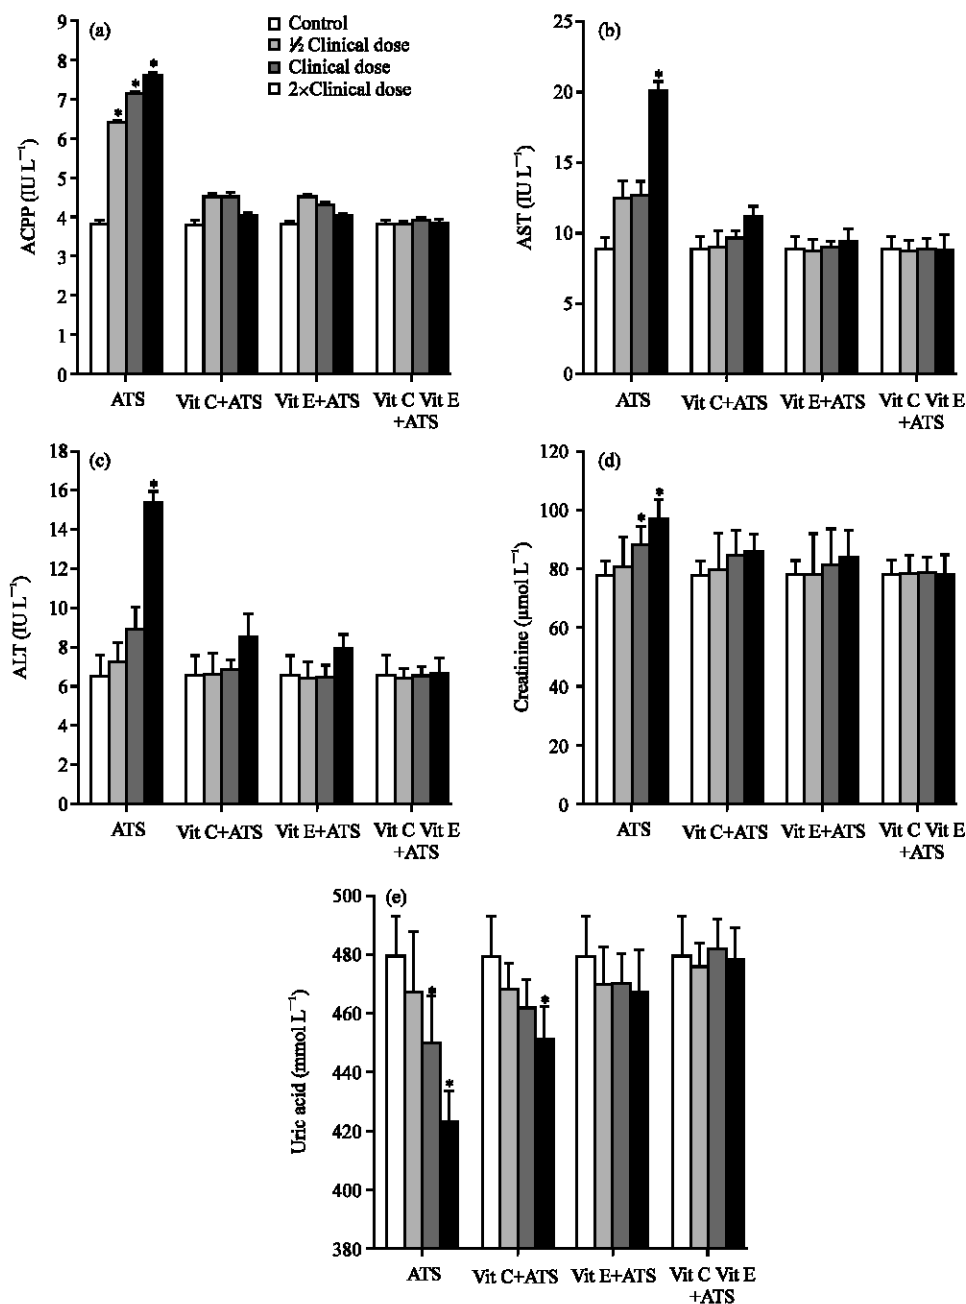 (a)
Control
½ Clinical dose
Clinical dose
2×Clinical dose
ACPP (IU L⁻¹)
9
8
7
6
5
4
3
2
1
0
*
*
*
ATS
Vit C+ATS
Vit E+ATS
Vit C Vit E
+ATS
(b)
AST (IU L⁻¹)
25
20
15
10
5
0
*
ATS
Vit C+ATS
Vit E+ATS
Vit C Vit E
+ATS
(c)
ALT (IU L⁻¹)
18
16
14
12
10
8
6
4
2
0
*
ATS
Vit C+ATS
Vit E+ATS
Vit C Vit E
+ATS
(d)
Creatinine (µmol L⁻¹)
120
100
80
60
40
20
0
*
*
ATS
Vit C+ATS
Vit E+ATS
Vit C Vit E
+ATS
(e)
Uric acid (mmol L⁻¹)
500
480
460
440
420
400
380
*
*
*
ATS
Vit C+ATS
Vit E+ATS
Vit C Vit E
+ATS